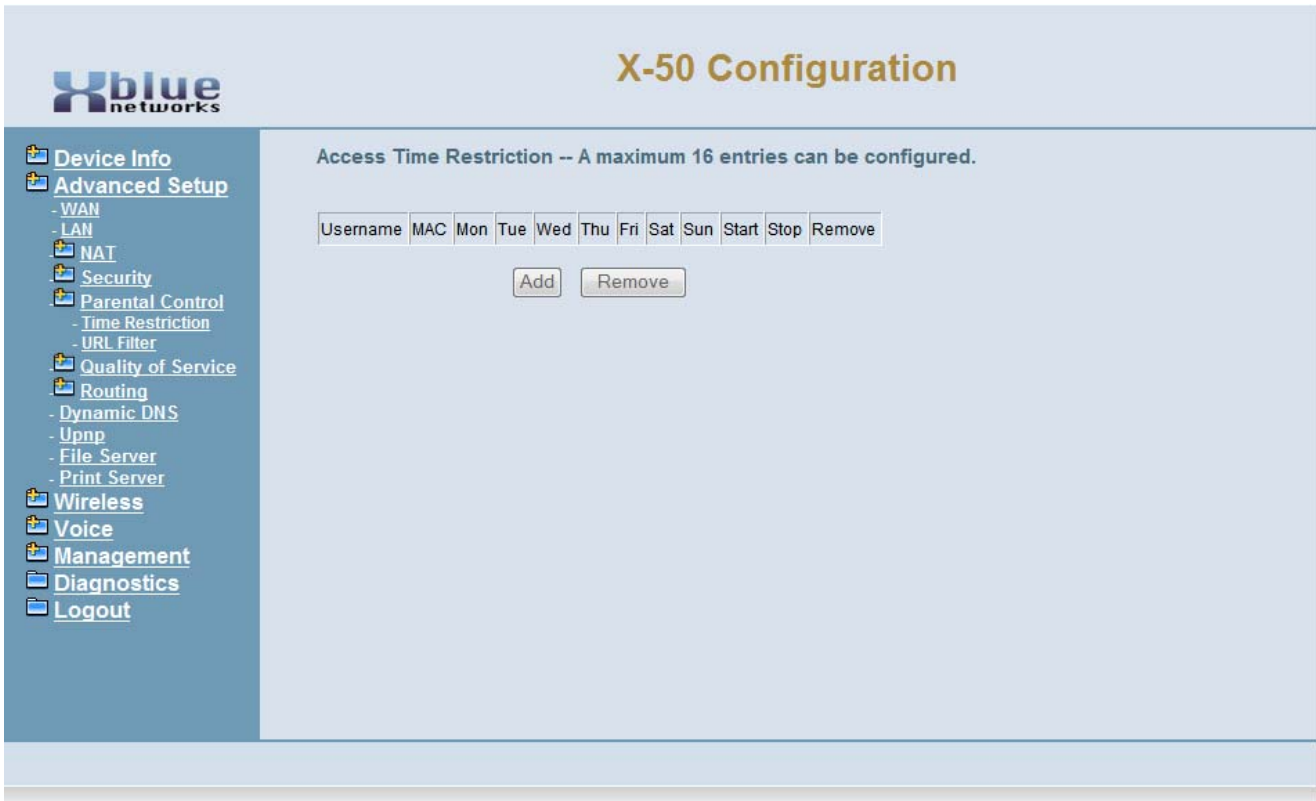 Xblue
networks
X-50 Configuration
Device Info
Advanced Setup
- WAN
- LAN
NAT
Security
Parental Control
- Time Restriction
- URL Filter
Quality of Service
Routing
- Dynamic DNS
- Upnp
- File Server
- Print Server
Wireless
Voice
Management
Diagnostics
Logout
Access Time Restriction -- A maximum 16 entries can be configured.
Username MAC Mon Tue Wed Thu Fri Sat Sun Start Stop Remove
Add Remove